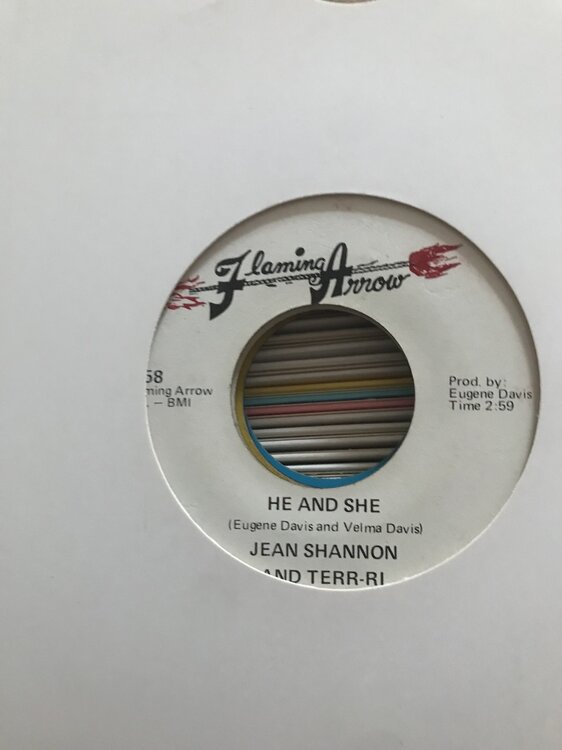 Flaming Arrow
58
ming Arrow
. – BMI
Prod. by:
Eugene Davis
Time 2:59
HE AND SHE
(Eugene Davis and Velma Davis)
JEAN SHANNON
AND TERR-RI